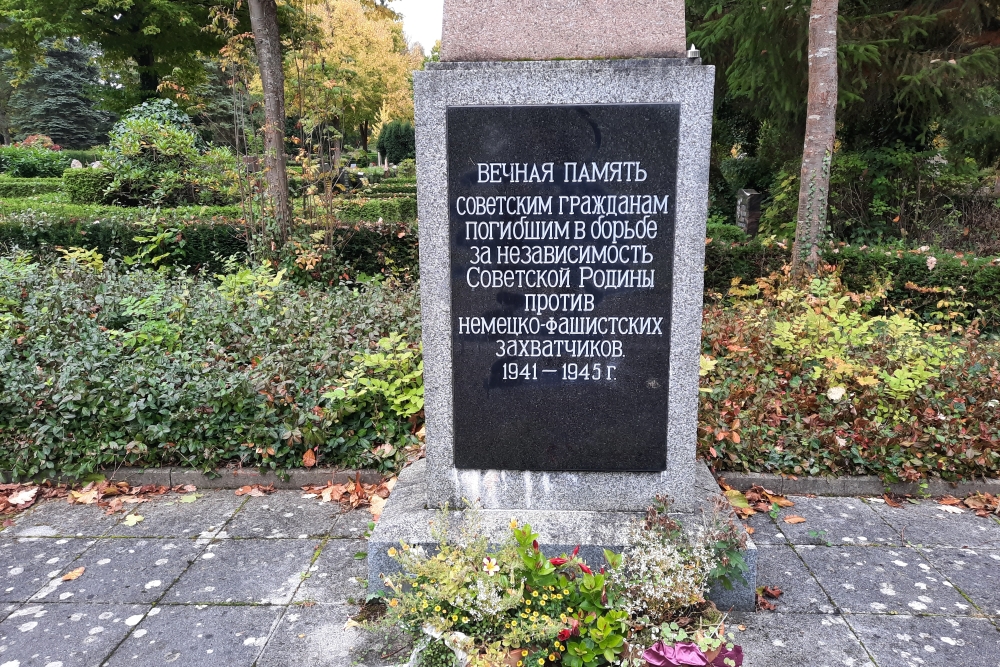 ВЕЧНАЯ ПАМЯТЬ
СОВЕТСКИМ ГРАЖДАНАМ
ПОГИБШИМ В БОРЬБЕ
ЗА НЕЗАВИСИМОСТЬ
СОВЕТСКОЙ РОДИНЫ
ПРОТИВ
НЕМЕЦКО-ФАШИСТСКИХ
ЗАХВАТЧИКОВ.
1941 — 1945 г.